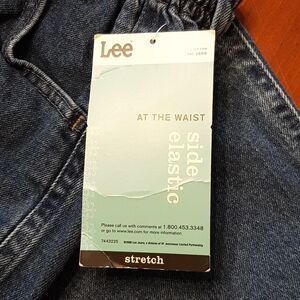 Lee
AT THE WAIST
side
elastic
Please call us with comments at 1.800.453.3348
or go to www.lee.com for more information
7443225
stretch